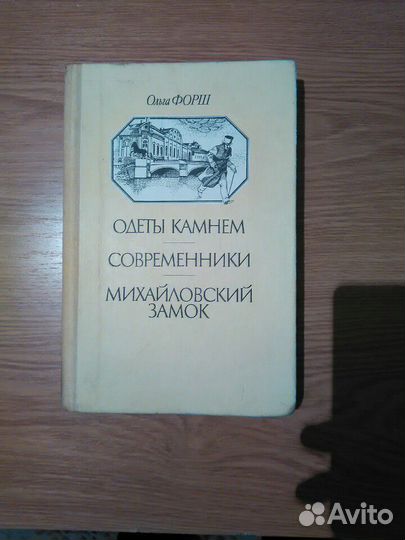 Ольга ФОРШ
ОДЕТЫ КАМНЕМ
СОВРЕМЕННИКИ
МИХАЙЛОВСКИЙ
ЗАМОК
Avito